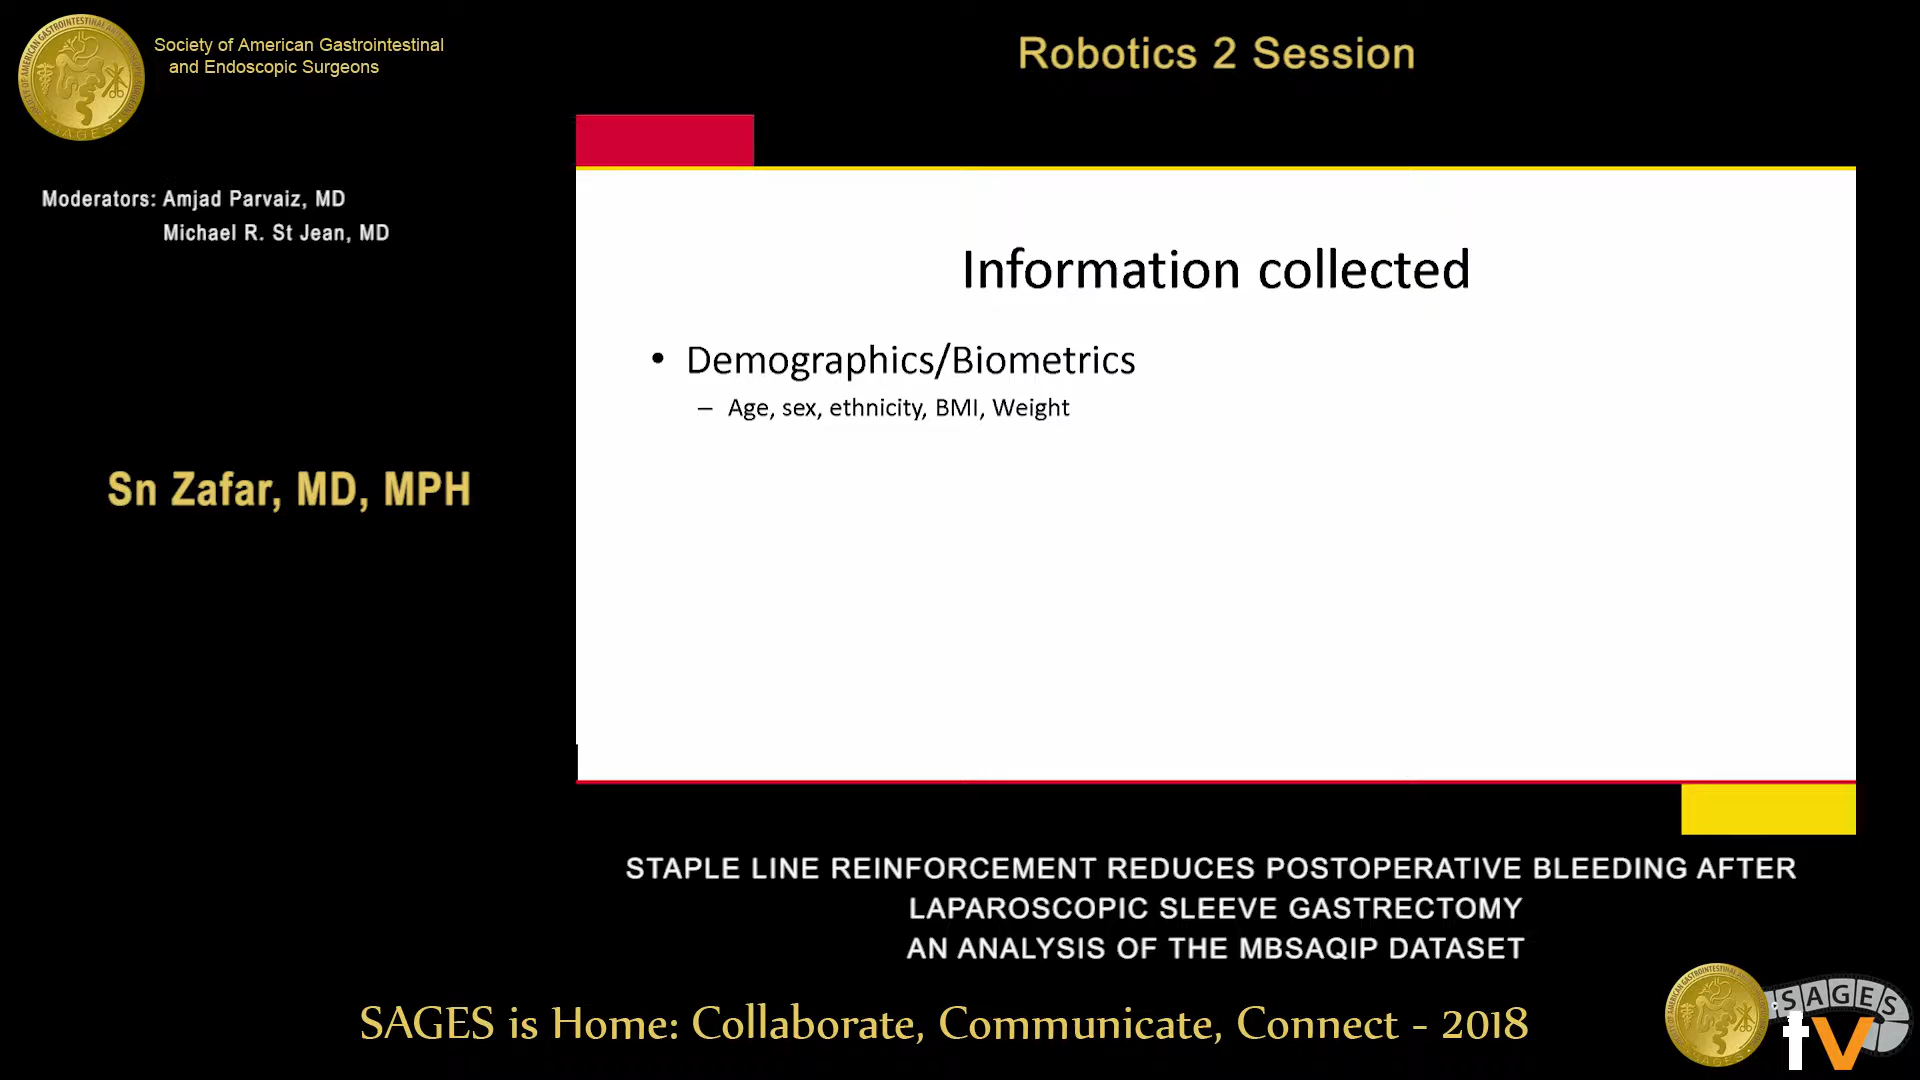 Society of American Gastrointestinal
and Endoscopic Surgeons
Robotics 2 Session
Moderators: Amjad Parvaiz, MD
Michael R. St Jean, MD
Information collected
• Demographics/Biometrics
– Age, sex, ethnicity, BMI, Weight
Sn Zafar, MD, MPH
STAPLE LINE REINFORCEMENT REDUCES POSTOPERATIVE BLEEDING AFTER
LAPAROSCOPIC SLEEVE GASTRECTOMY
AN ANALYSIS OF THE MBSAQIP DATASET
SAGES is Home: Collaborate, Communicate, Connect - 2018
SAGES
tv